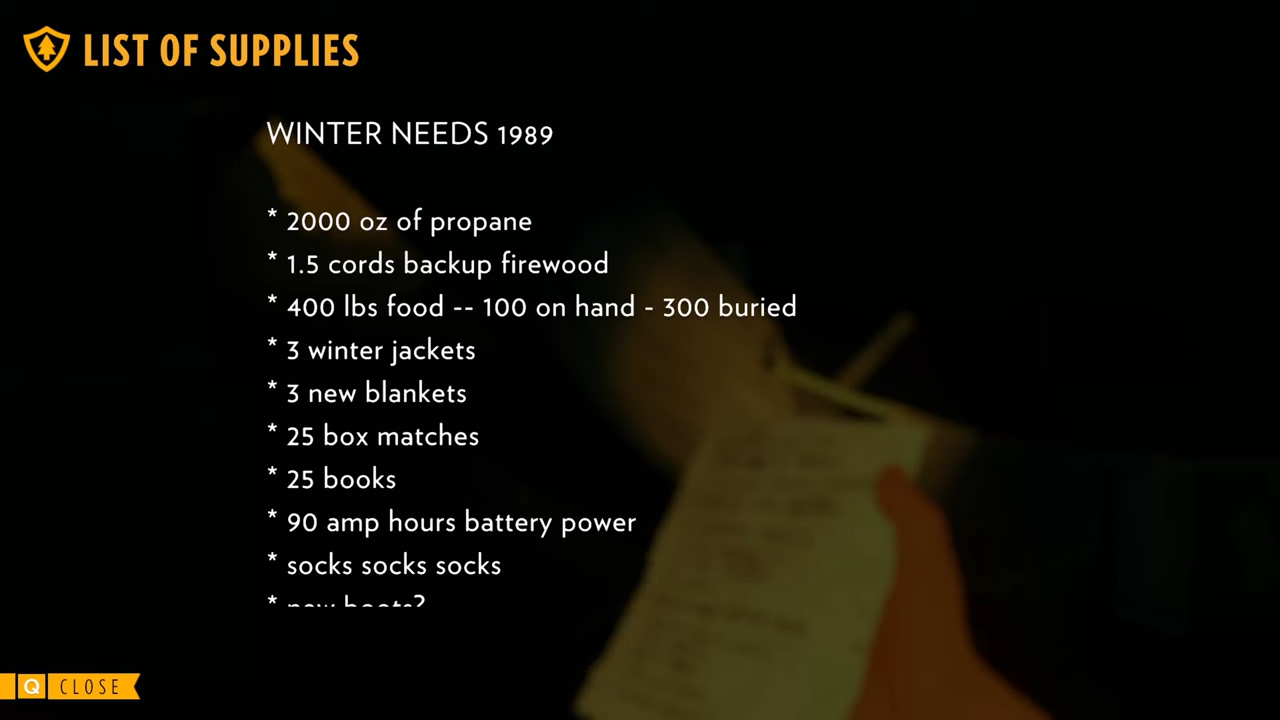 LIST OF SUPPLIES
WINTER NEEDS 1989
* 2000 oz of propane
* 1.5 cords backup firewood
* 400 lbs food -- 100 on hand - 300 buried
* 3 winter jackets
* 3 new blankets
* 25 box matches
* 25 books
* 90 amp hours battery power
* socks socks socks
* new boots?
Q CLOSE